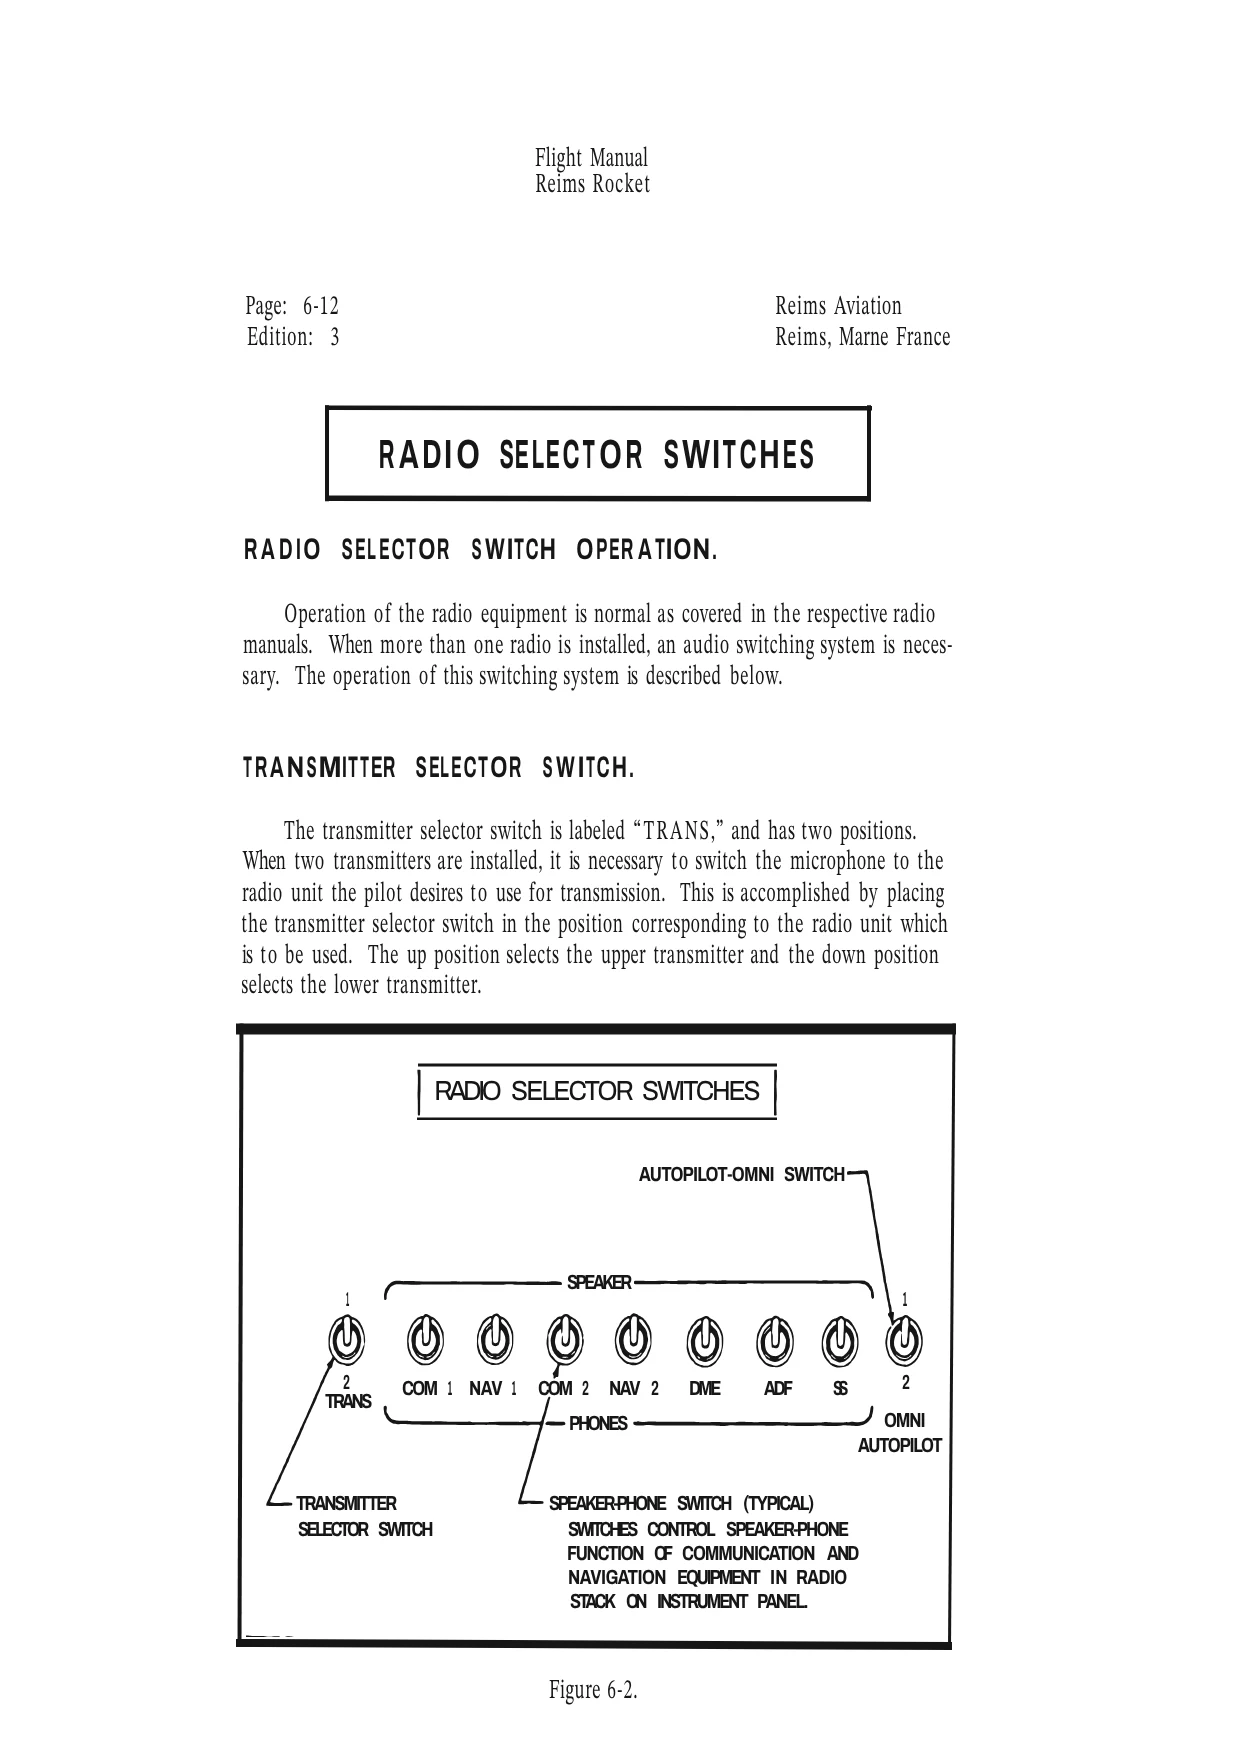 Flight Manual
Reims Rocket
Page: 6-12
Edition: 3
Reims Aviation
Reims, Marne France
RADIO SELECTOR SWITCHES
RADIO SELECTOR SWITCH OPERATION.
Operation of the radio equipment is normal as covered in the respective radio
manuals. When more than one radio is installed, an audio switching system is neces-
sary. The operation of this switching system is described below.
TRANSMITTER SELECTOR SWITCH.
The transmitter selector switch is labeled “TRANS,” and has two positions.
When two transmitters are installed, it is necessary to switch the microphone to the
radio unit the pilot desires to use for transmission. This is accomplished by placing
the transmitter selector switch in the position corresponding to the radio unit which
is to be used. The up position selects the upper transmitter and the down position
selects the lower transmitter.
RADIO SELECTOR SWITCHES
AUTOPILOT-OMNI SWITCH
SPEAKER
1
1
2
TRANS
COM 1 NAV 1 COM 2 NAV 2 DME ADF SS
2
PHONES
OMNI
AUTOPILOT
TRANSMITTER
SELECTOR SWITCH
SPEAKER-PHONE SWITCH (TYPICAL)
SWITCHES CONTROL SPEAKER-PHONE
FUNCTION OF COMMUNICATION AND
NAVIGATION EQUIPMENT IN RADIO
STACK ON INSTRUMENT PANEL.
Figure 6-2.